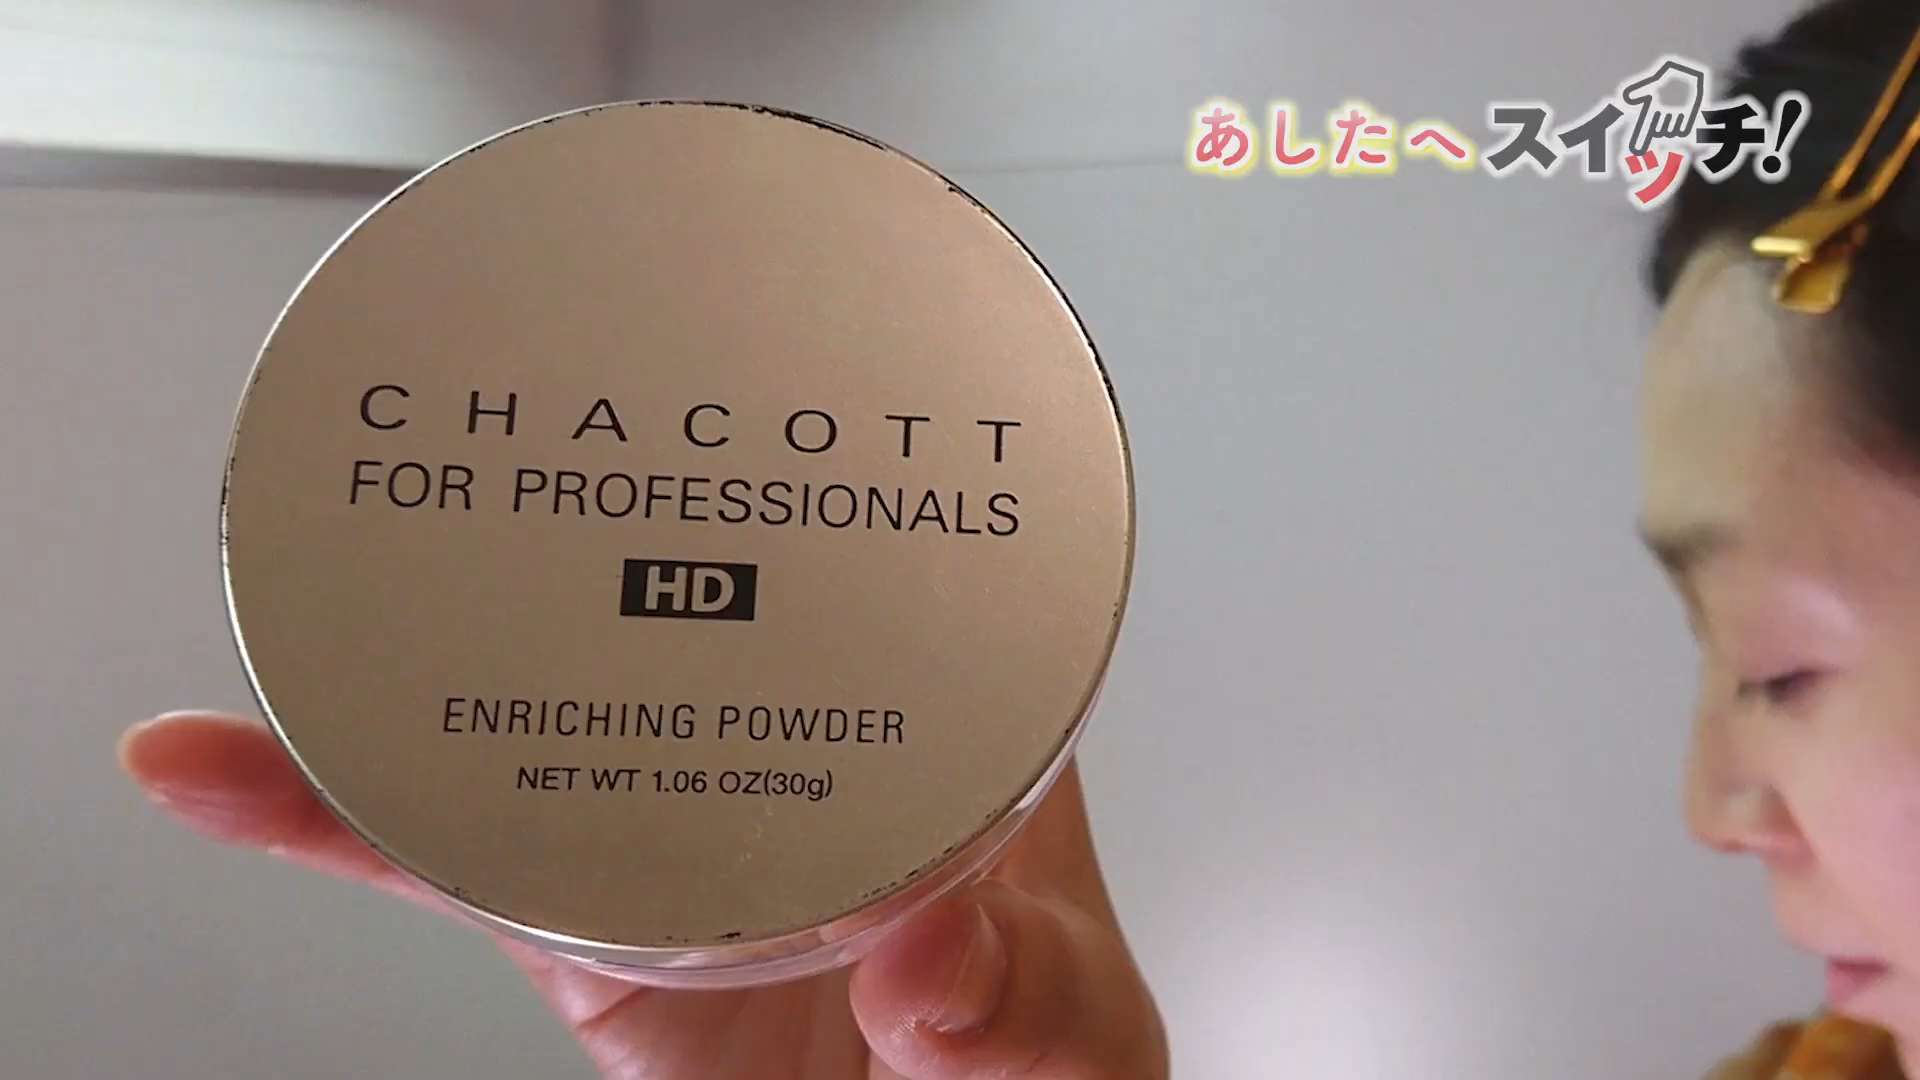 あしたへスイッチ!
CHACOTT
FOR PROFESSIONALS
HD
ENRICHING POWDER
NET WT 1.06 OZ(30g)